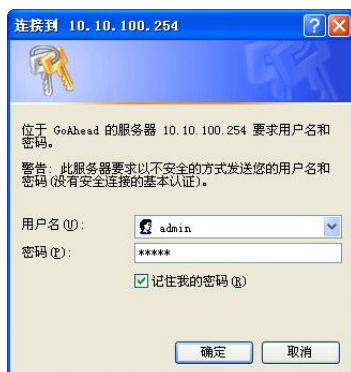 连接到 10.10.100.254
位于 GoAhead 的服务器 10.10.100.254 要求用户名和
密码。
警告: 此服务器要求以不安全的方式发送您的用户名和
密码(没有安全连接的基本认证)。
用户名(U):
admin
密码(P):
*****
记住我的密码(R)
确定
取消